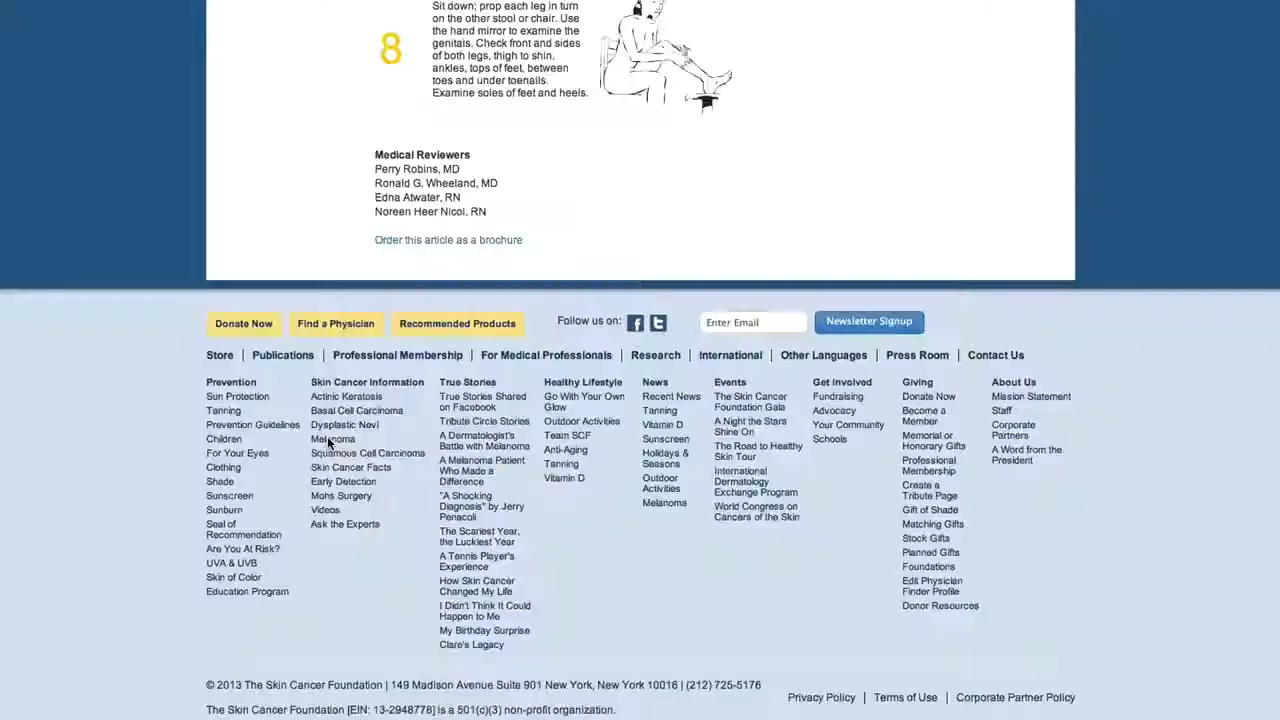 Sit down; prop each leg in turn
on the other stool or chair. Use
the hand mirror to examine the
genitals. Check front and sides
of both legs, thigh to shin,
ankles, tops of feet, between
toes and under toenails.
Examine soles of feet and heels.
8
Medical Reviewers
Perry Robins, MD
Ronald G. Wheeland, MD
Edna Atwater, RN
Noreen Heer Nicol, RN
Order this article as a brochure
Donate Now
Find a Physician
Recommended Products
Follow us on:
Enter Email
Newsletter Signup
Store | Publications | Professional Membership | For Medical Professionals | Research | International | Other Languages | Press Room | Contact Us
Prevention
Sun Protection
Tanning
Prevention Guidelines
Children
For Your Eyes
Clothing
Shade
Sunscreen
Sunburn
Seal of
Recommendation
Are You At Risk?
UVA & UVB
Skin of Color
Education Program
Skin Cancer Information
Actinic Keratosis
Basal Cell Carcinoma
Dysplastic Nevi
Melanoma
Squamous Cell Carcinoma
Skin Cancer Facts
Early Detection
Mohs Surgery
Videos
Ask the Experts
True Stories
True Stories Shared
on Facebook
Tribute Circle Stories
A Dermatologist's
Battle with Melanoma
A Melanoma Patient
Who Made a
Difference
"A Shocking
Diagnosis" by Jerry
Penacoli
The Scariest Year,
the Luckiest Year
A Tennis Player's
Experience
How Skin Cancer
Changed My Life
I Didn't Think It Could
Happen to Me
My Birthday Surprise
Clare's Legacy
Healthy Lifestyle
Go With Your Own
Glow
Outdoor Activities
Team SCF
Anti-Aging
Tanning
Vitamin D
News
Recent News
Tanning
Vitamin D
Sunscreen
Holidays &
Seasons
Outdoor
Activities
Melanoma
Events
The Skin Cancer
Foundation Gala
A Night the Stars
Shine On
The Road to Healthy
Skin Tour
International
Dermatology
Exchange Program
World Congress on
Cancers of the Skin
Get Involved
Fundraising
Advocacy
Your Community
Schools
Giving
Donate Now
Become a
Member
Memorial or
Honorary Gifts
Professional
Membership
Create a
Tribute Page
Gift of Shade
Matching Gifts
Stock Gifts
Planned Gifts
Foundations
Edit Physician
Finder Profile
Donor Resources
About Us
Mission Statement
Staff
Corporate
Partners
A Word from the
President
© 2013 The Skin Cancer Foundation | 149 Madison Avenue Suite 901 New York, New York 10016 | (212) 725-5176
The Skin Cancer Foundation [EIN: 13-2948778] is a 501(c)(3) non-profit organization.
Privacy Policy | Terms of Use | Corporate Partner Policy